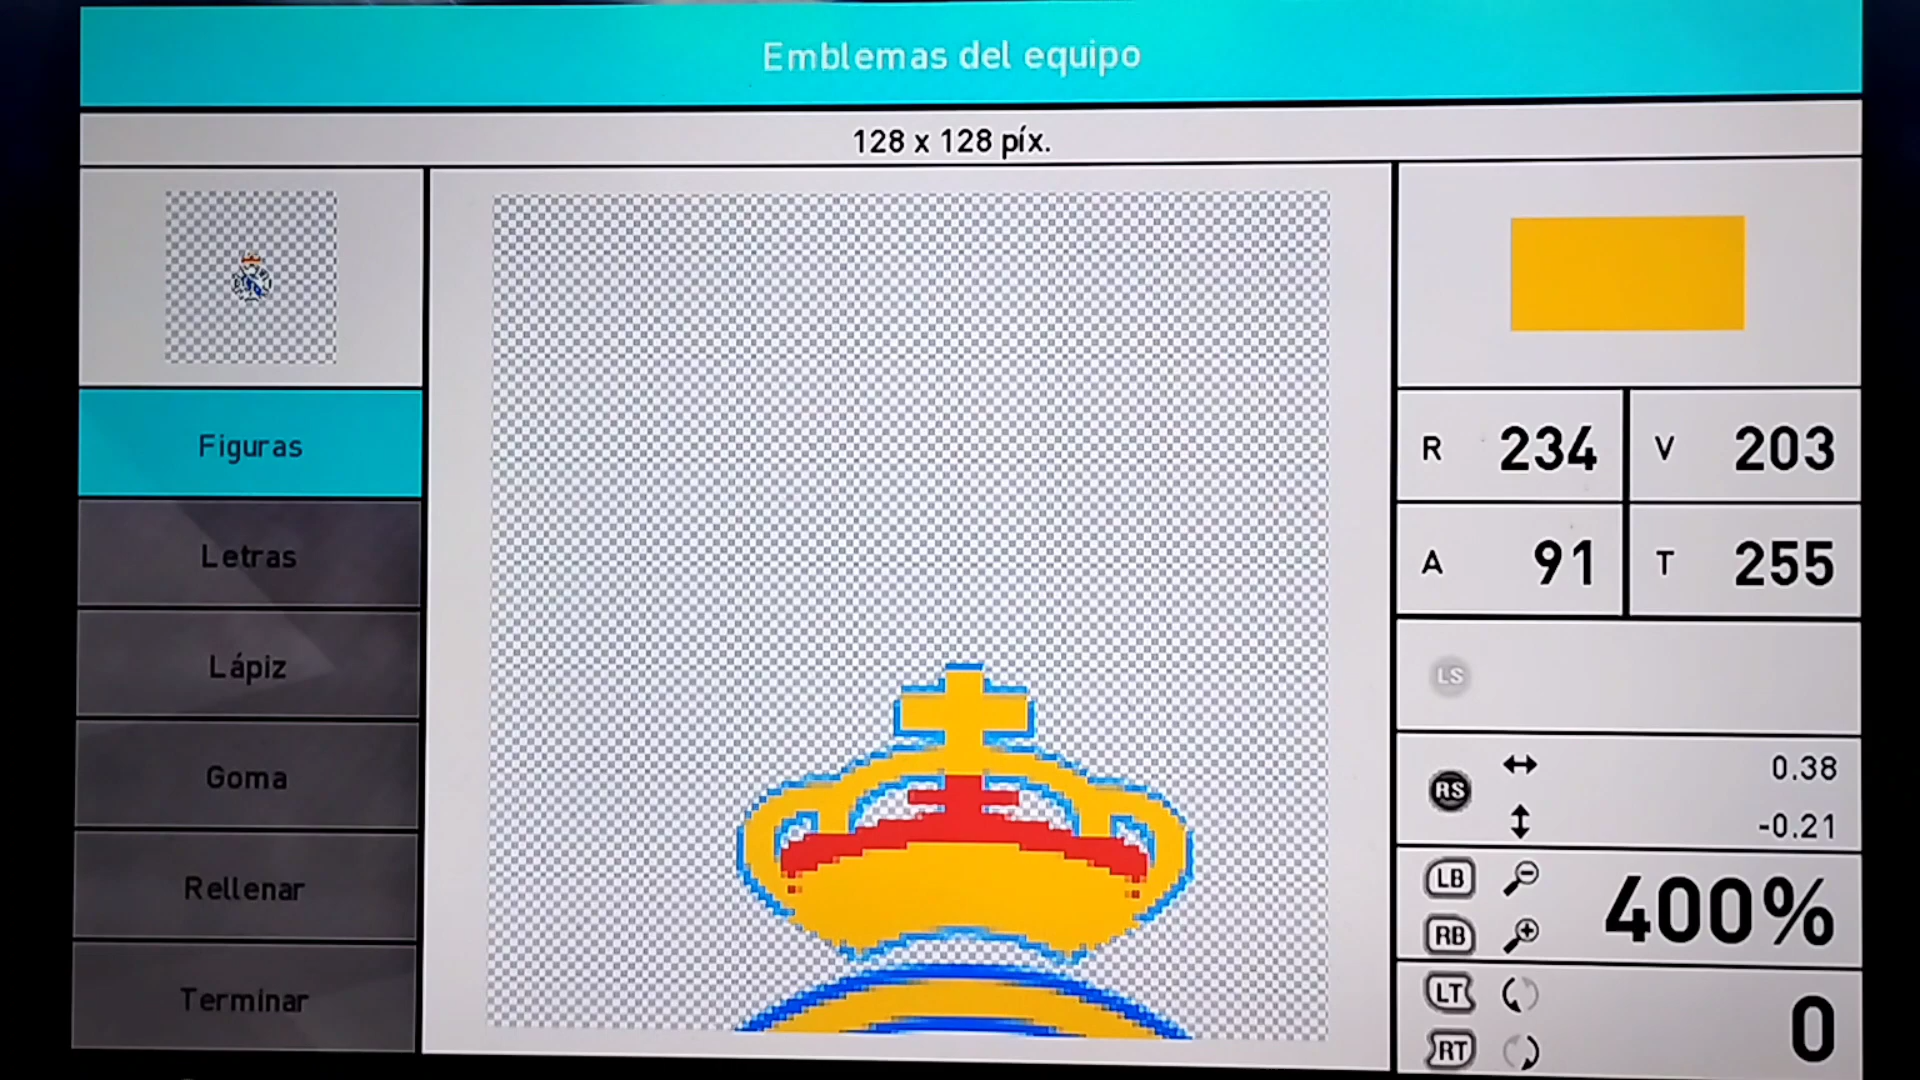 Emblemas del equipo
128 x 128 píx.
Figuras
Letras
Lápiz
Goma
Rellenar
Terminar
R 234 V 203
A 91 T 255
LS
RS 0.38
-0.21
LB
RB 400%
LT
RT 0